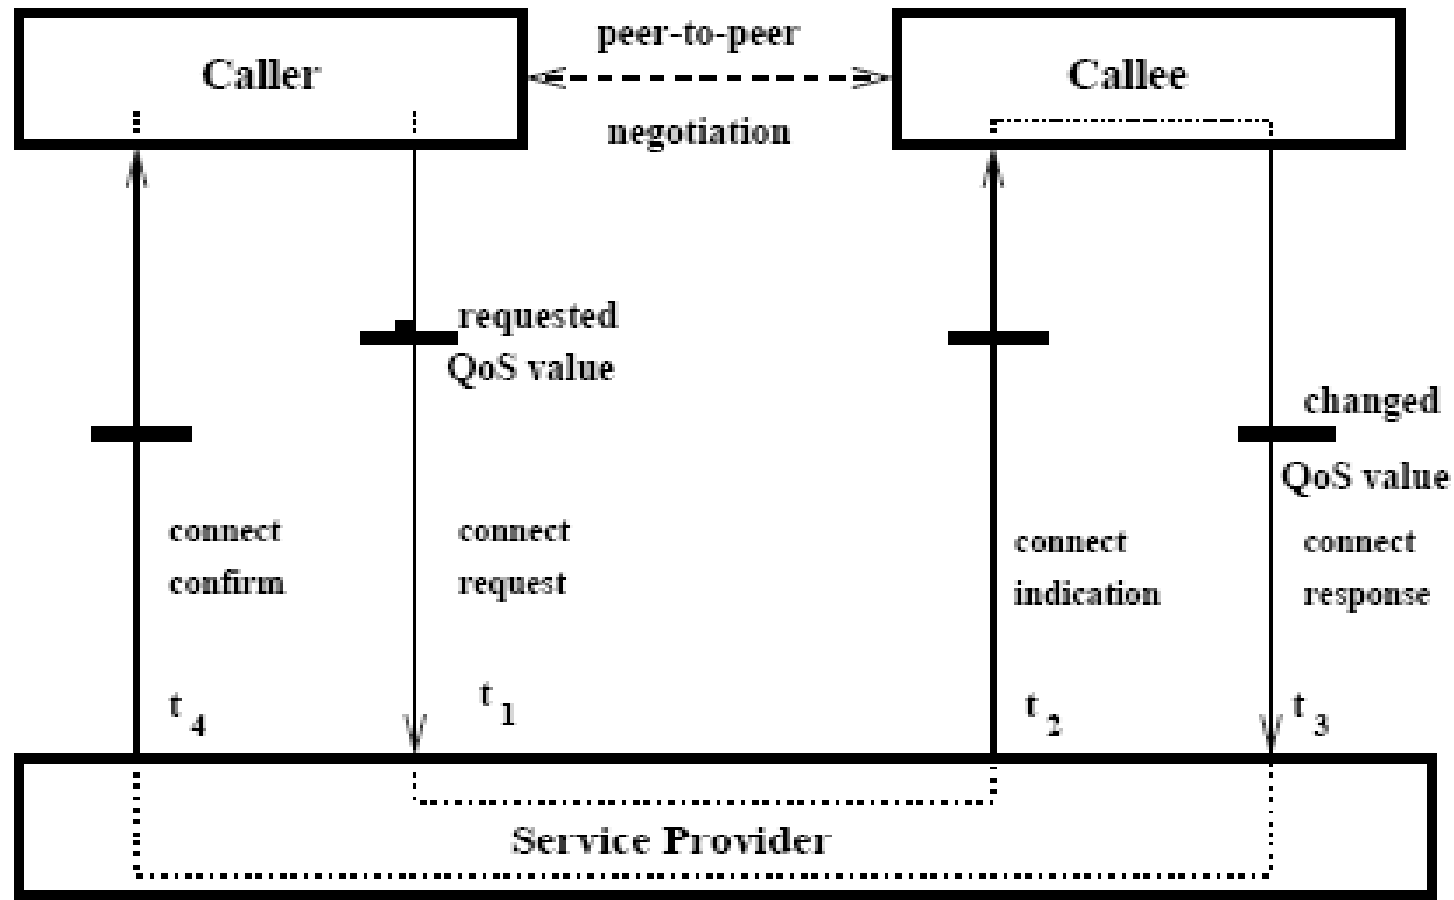 peer-to-peer
Caller
Callee
negotiation
requested
QoS value
changed
QoS value
connect
confirm
connect
request
connect
indication
connect
response
t 4
t 1
t 2
t 3
Service Provider